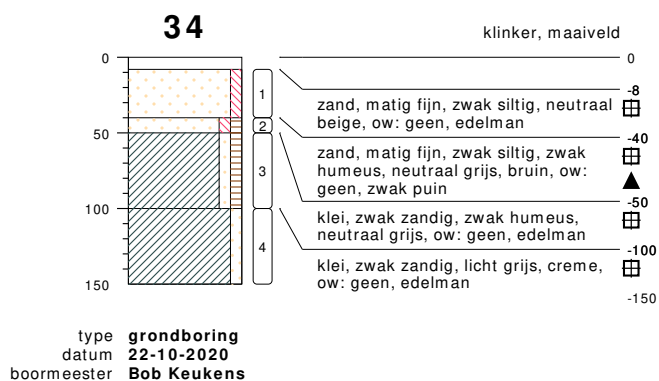 34
klinker, maaiveld
0
0
-8
1
zand, matig fijn, zwak siltig, neutraal
beige, ow: geen, edelman
-40
2
50
zand, matig fijn, zwak siltig, zwak
humeus, neutraal grijs, bruin, ow:
geen, zwak puin
-50
3
klei, zwak zandig, zwak humeus,
neutraal grijs, ow: geen, edelman
100
-100
4
klei, zwak zandig, licht grijs, creme,
ow: geen, edelman
150
-150
type grondboring
datum 22-10-2020
boormeester Bob Keukens